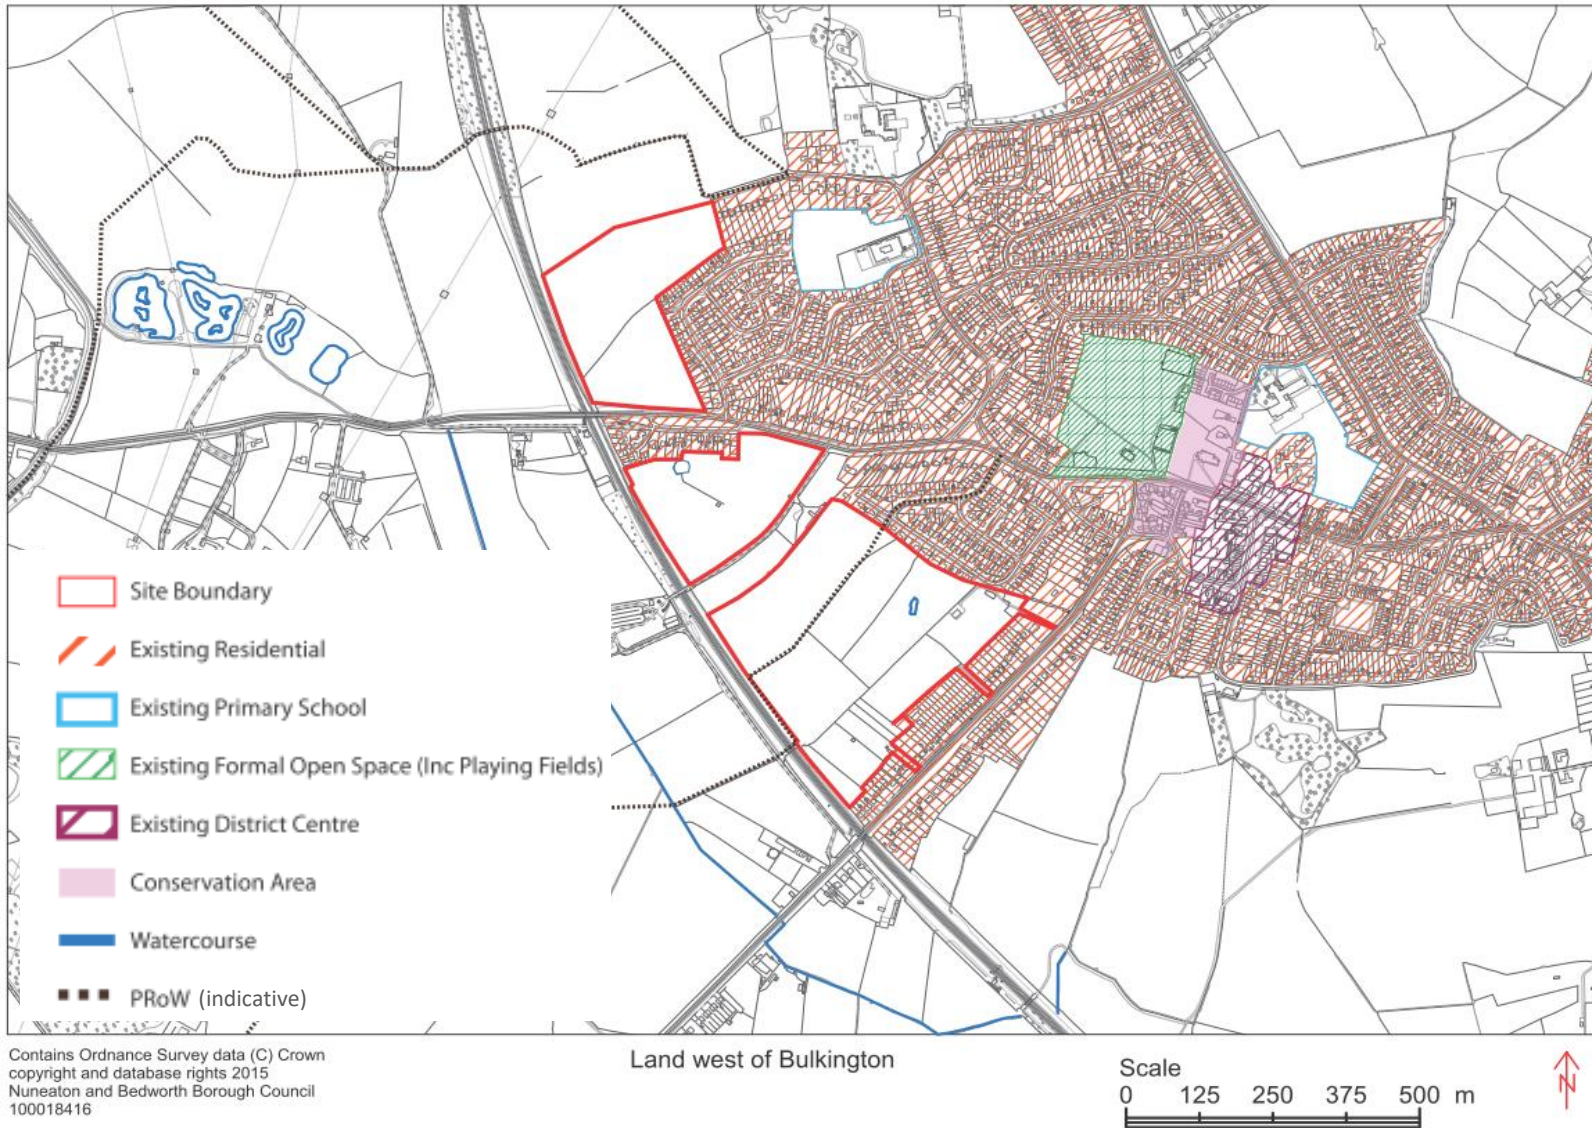 Site Boundary
Existing Residential
Existing Primary School
Existing Formal Open Space (Inc Playing Fields)
Existing District Centre
Conservation Area
Watercourse
PRoW (indicative)
Contains Ordnance Survey data (C) Crown
copyright and database rights 2015
Nuneaton and Bedworth Borough Council
100018416
Land west of Bulkington
Scale
0 125 250 375 500 m
N